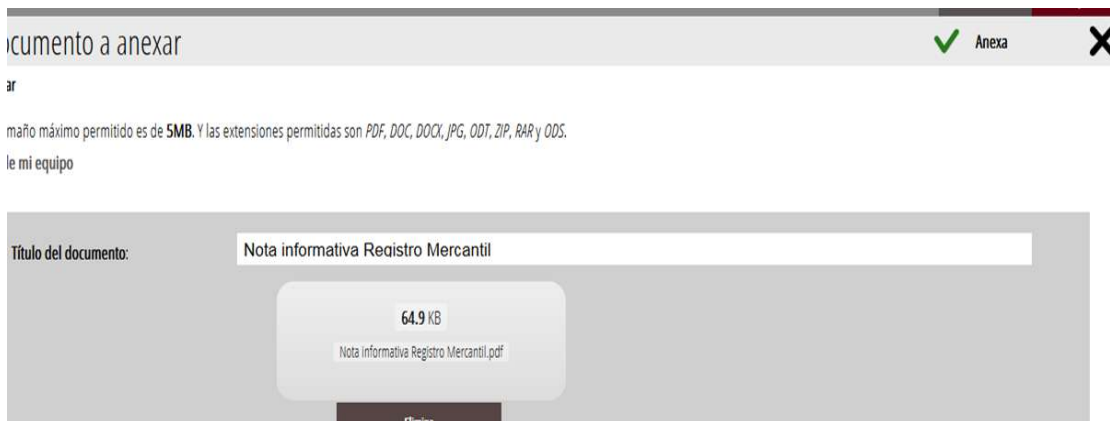 ocumento a anexar
Anexa
ar
maño máximo permitido es de 5MB. Y las extensiones permitidas son PDF, DOC, DOCX, JPG, ODT, ZIP, RAR y ODS.
de mi equipo
Título del documento:
Nota informativa Registro Mercantil
64.9 KB
Nota informativa Registro Mercantil.pdf